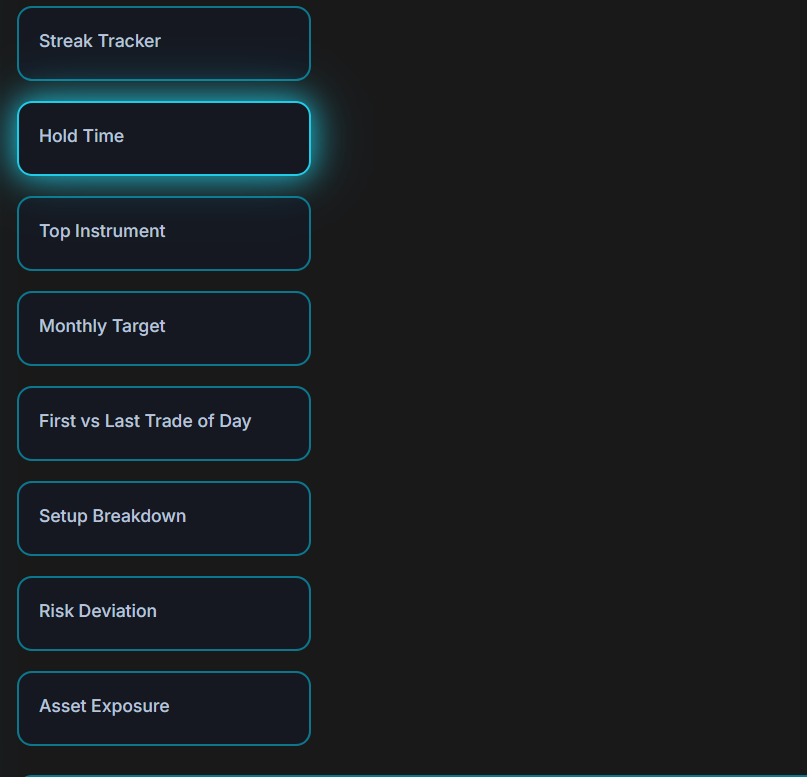 Streak Tracker
Hold Time
Top Instrument
Monthly Target
First vs Last Trade of Day
Setup Breakdown
Risk Deviation
Asset Exposure